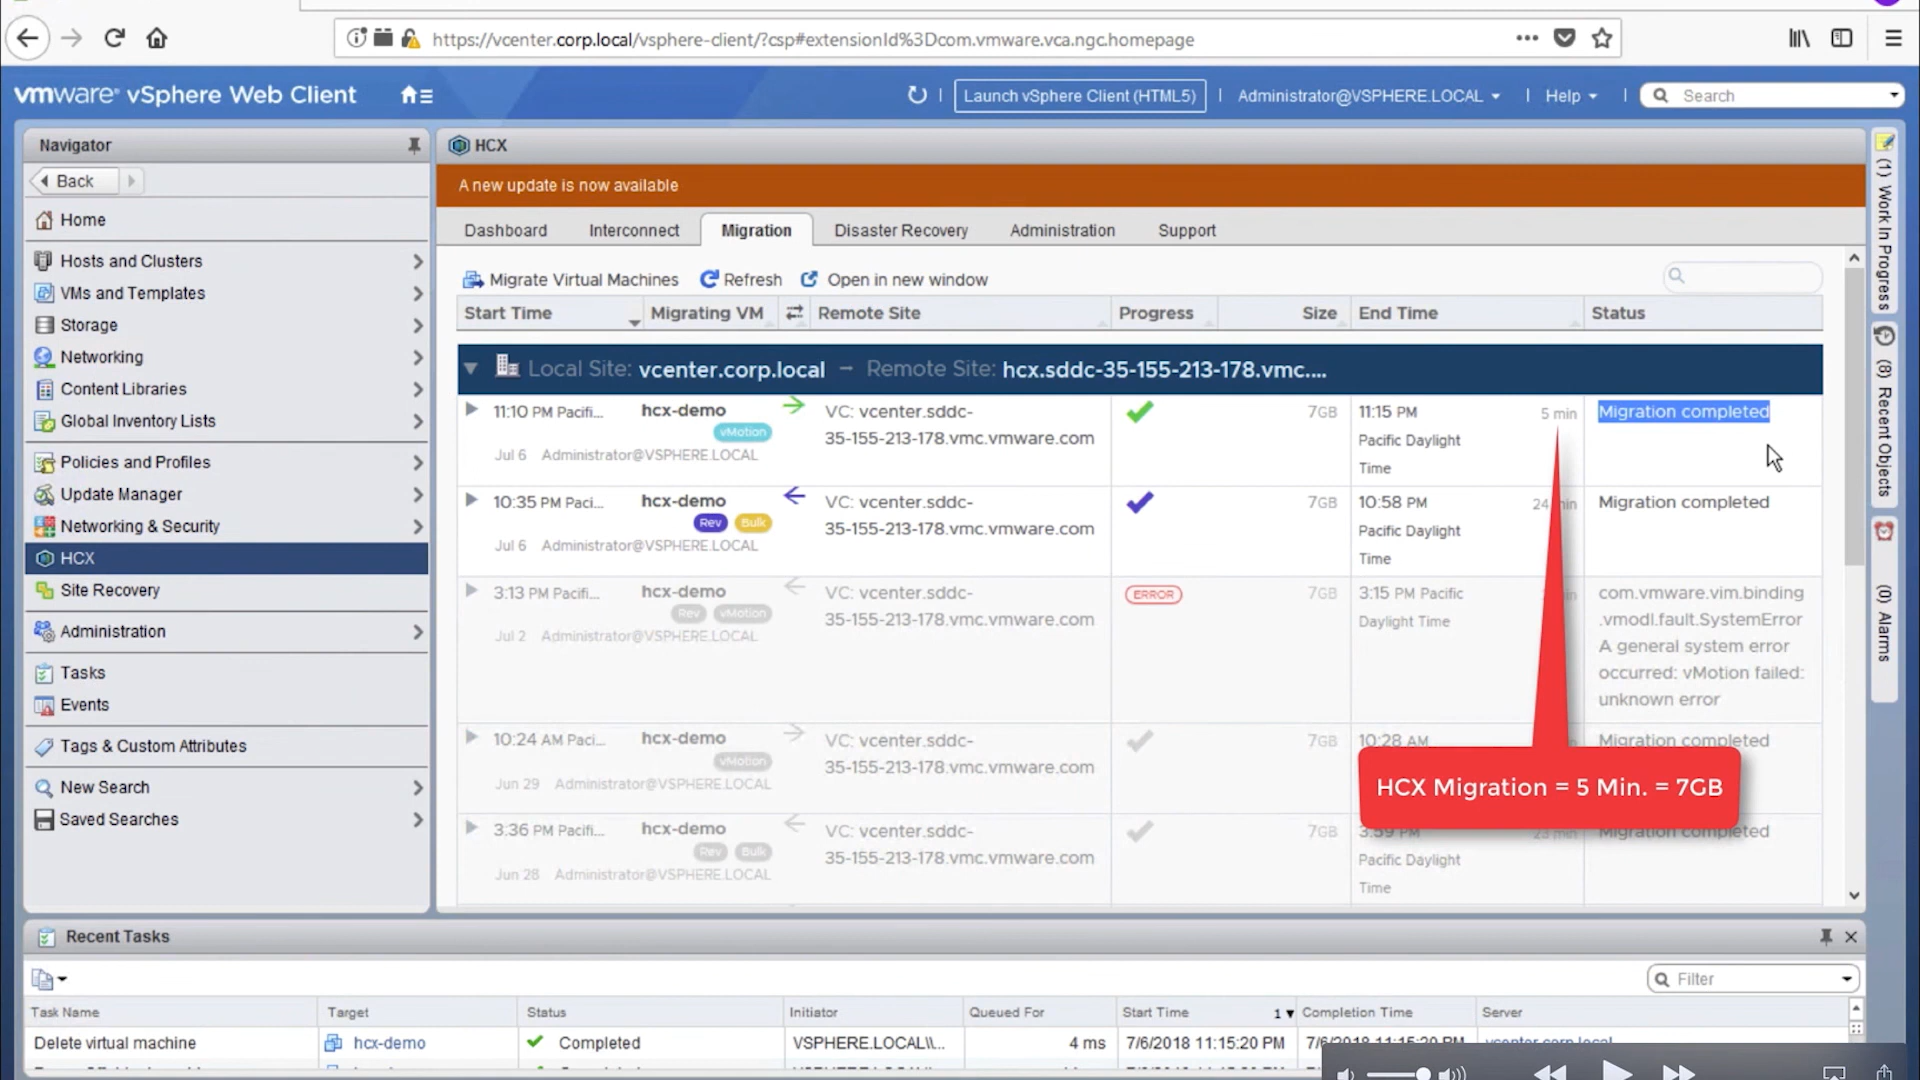 https://vcenter.corp.local/vsphere-client/?csp#extensionId%3Dcom.vmware.vca.ngc.homepage
vmware® vSphere Web Client
Launch vSphere Client (HTML5)
Administrator@VSPHERE.LOCAL
Help
Search
Navigator
Back
Home
Hosts and Clusters
VMs and Templates
Storage
Networking
Content Libraries
Global Inventory Lists
Policies and Profiles
Update Manager
Networking & Security
HCX
Site Recovery
Administration
Tasks
Events
Tags & Custom Attributes
New Search
Saved Searches
HCX
A new update is now available
Dashboard Interconnect Migration Disaster Recovery Administration Support
Migrate Virtual Machines Refresh Open in new window
Start Time Migrating VM Remote Site Progress Size End Time Status
Local Site: vcenter.corp.local – Remote Site: hcx.sddc-35-155-213-178.vmc....
11:10 PM Pacifi... hcx-demo VC: vcenter.sddc- 7GB 11:15 PM 5 min Migration completed
vMotion 35-155-213-178.vmc.vmware.com Pacific Daylight
Jul 6 Administrator@VSPHERE.LOCAL Time
10:35 PM Paci... hcx-demo VC: vcenter.sddc- 7GB 10:58 PM 24 Migration completed
Rev Bulk 35-155-213-178.vmc.vmware.com Pacific Daylight
Jul 6 Administrator@VSPHERE.LOCAL Time
3:13 PM Pacifi... hcx-demo VC: vcenter.sddc- ERROR 7GB 3:15 PM Pacific com.vmware.vim.binding
Rev vMotion 35-155-213-178.vmc.vmware.com Daylight Time .vmodl.fault.SystemError
Jul 2 Administrator@VSPHERE.LOCAL A general system error
occurred: vMotion failed:
unknown error
10:24 AM Paci... hcx-demo VC: vcenter.sddc- 7GB 10:28 AM Migration completed
vMotion 35-155-213-178.vmc.vmware.com
Jun 29 Administrator@VSPHERE.LOCAL
HCX Migration = 5 Min. = 7GB
3:36 PM Pacifi... hcx-demo VC: vcenter.sddc- 7GB 3:59 PM 23 min Migration completed
Rev Bulk 35-155-213-178.vmc.vmware.com Pacific Daylight
Jun 28 Administrator@VSPHERE.LOCAL Time
(1) Work In Progress
(8) Recent Objects
(0) Alarms
Recent Tasks
Filter
Task Name Target Status Initiator Queued For Start Time 1 Completion Time Server
Delete virtual machine hcx-demo Completed VSPHERE.LOCAL\\... 4 ms 7/6/2018 11:15:20 PM 7/6/2018 11:15:20 PM vcenter.corp.local